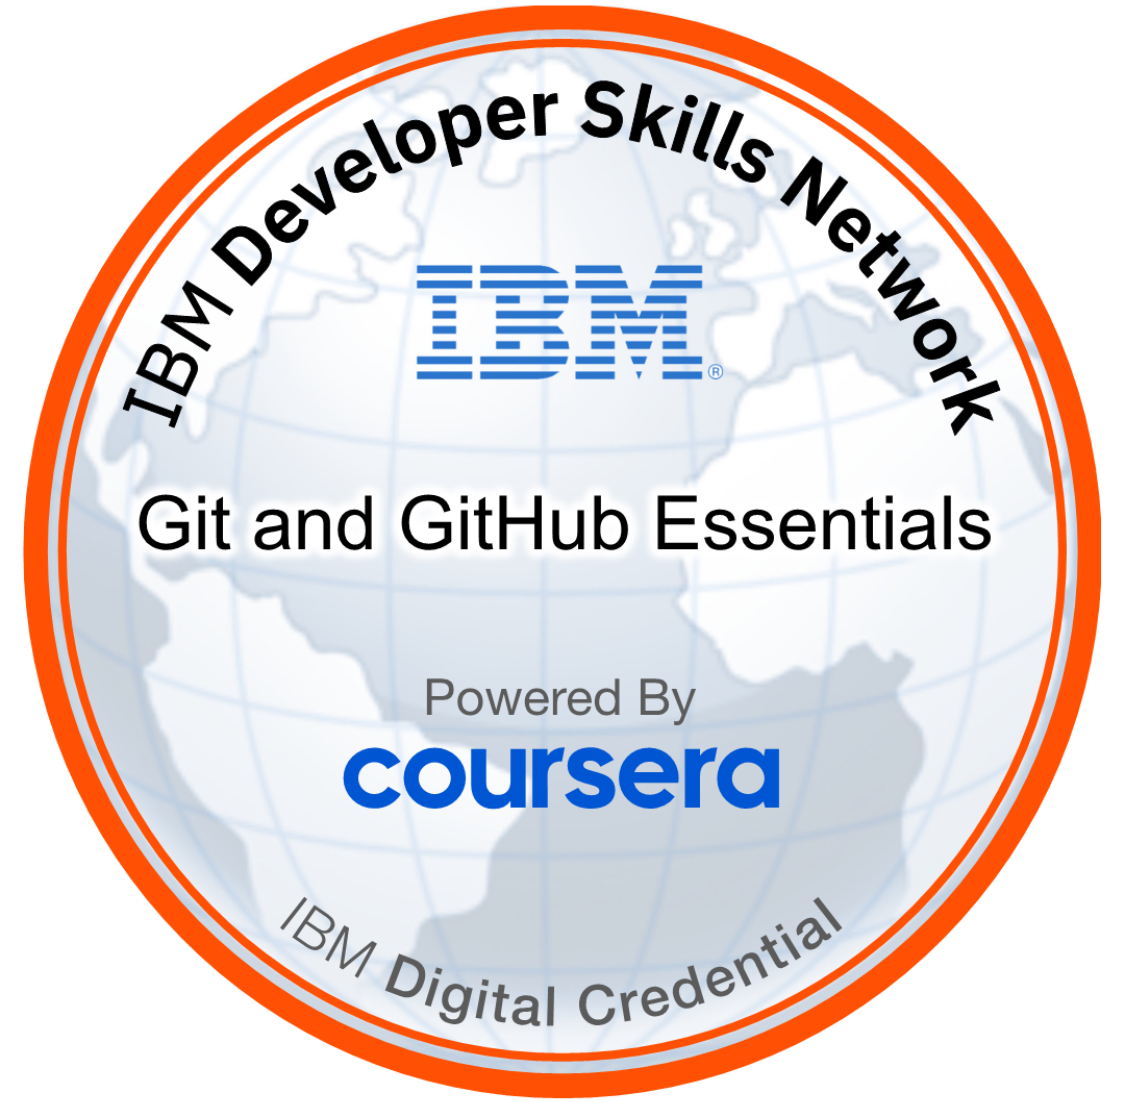 IBM Developer Skills Network
IBM®
Git and GitHub Essentials
Powered By
coursera
IBM Digital Credential